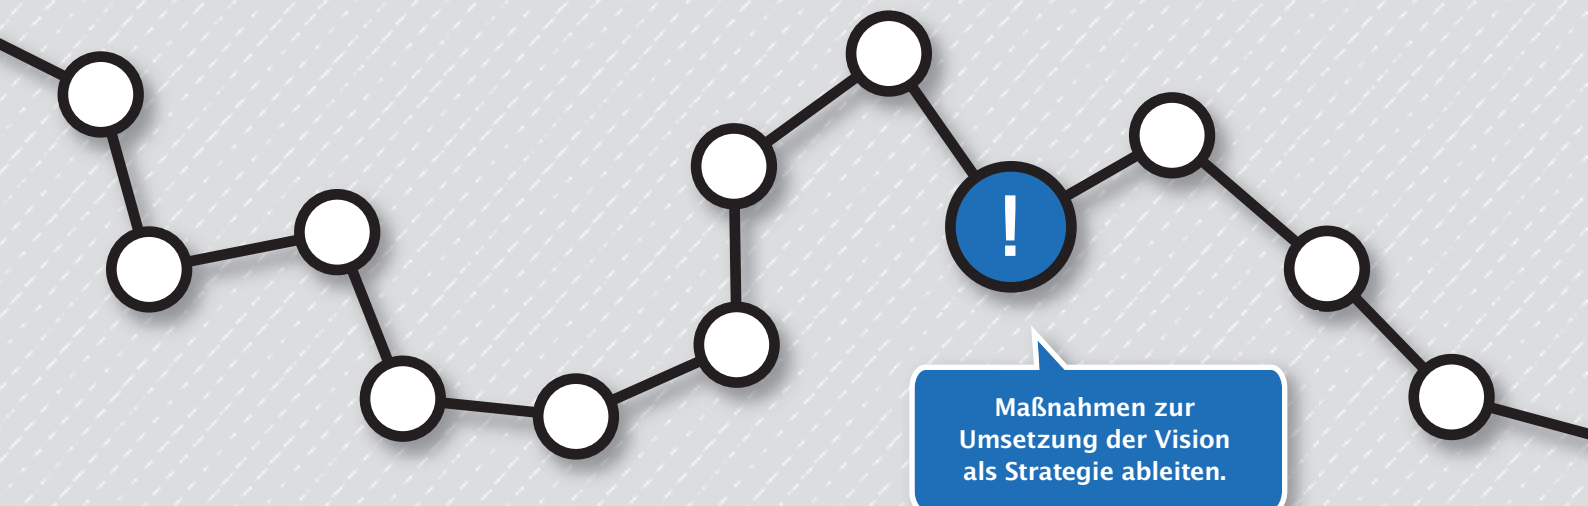 !
Maßnahmen zur
Umsetzung der Vision
als Strategie ableiten.